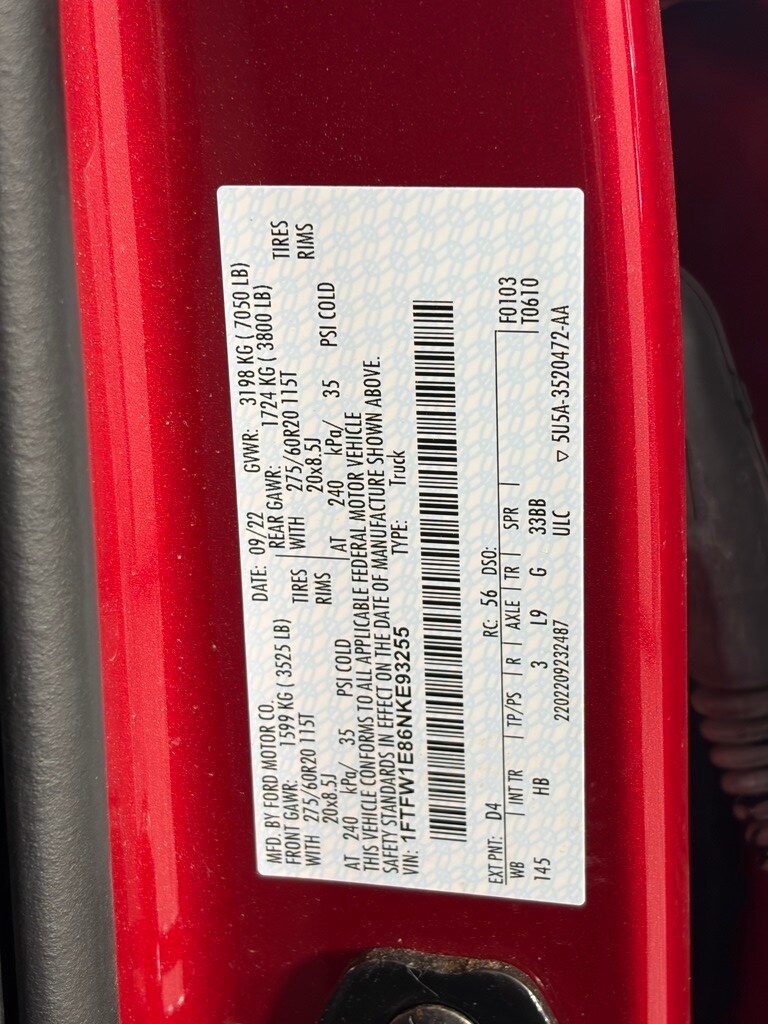 MFD. BY FORD MOTOR CO.
DATE: 09/22 GVWR: 3198 KG ( 7050 LB)
FRONT GAWR: 1599 KG ( 3525 LB) REAR GAWR: 1724 KG ( 3800 LB)
WITH 275/60R20 115T TIRES WITH 275/60R20 115T TIRES
20x8.5J RIMS 20x8.5J RIMS
AT 240 kPa/ 35 PSI COLD AT 240 kPa/ 35 PSI COLD
THIS VEHICLE CONFORMS TO ALL APPLICABLE FEDERAL MOTOR VEHICLE
SAFETY STANDARDS IN EFFECT ON THE DATE OF MANUFACTURE SHOWN ABOVE.
VIN: 1FTFW1E86NKE93255 TYPE: Truck
EXT PNT: D4 RC: 56 DSO: F0103
WB INT TR TP/PS R AXLE TR SPR T0610
145 HB 3 L9 G 33BB
2202209232487 ULC ▽ 5U5A-3520472-AA